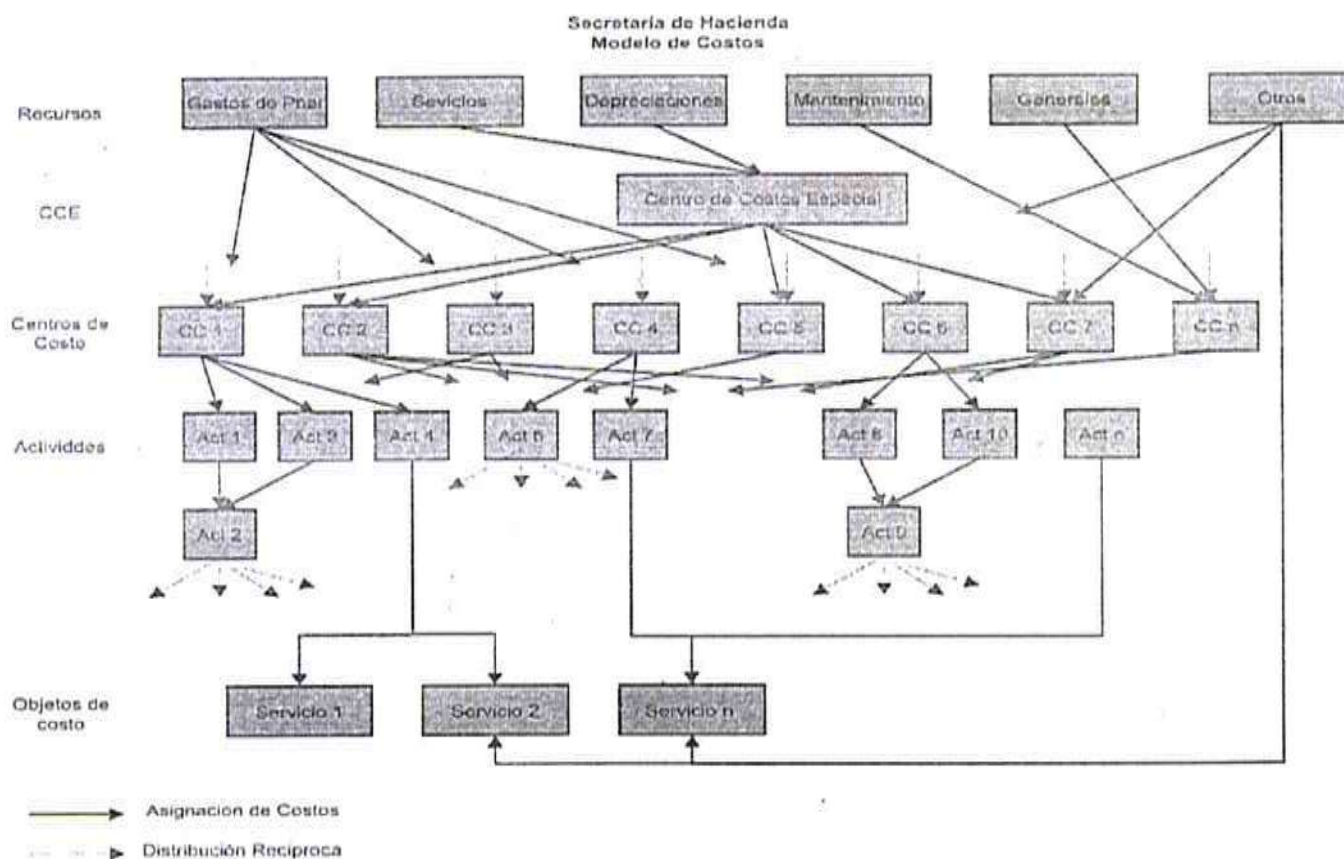 Secretaría de Hacienda
Modelo de Costos
Recursos
Gastos de Pnar
Sevicios
Depreciaciones
Mantenimiento
Generales
Otros
CCE
Centro de Costos Especial
Centros de
Costo
CC 1
CC 2
CC 3
CC 4
CC 5
CC 6
CC 7
CC n
Actividdes
Act 1
Act 3
Act 4
Act 5
Act 7
Act 8
Act 10
Act n
Act 2
Act 9
Objetos de
costo
Servicio 1
Servicio 2
Servicio n
Asignación de Costos
Distribución Reciproca